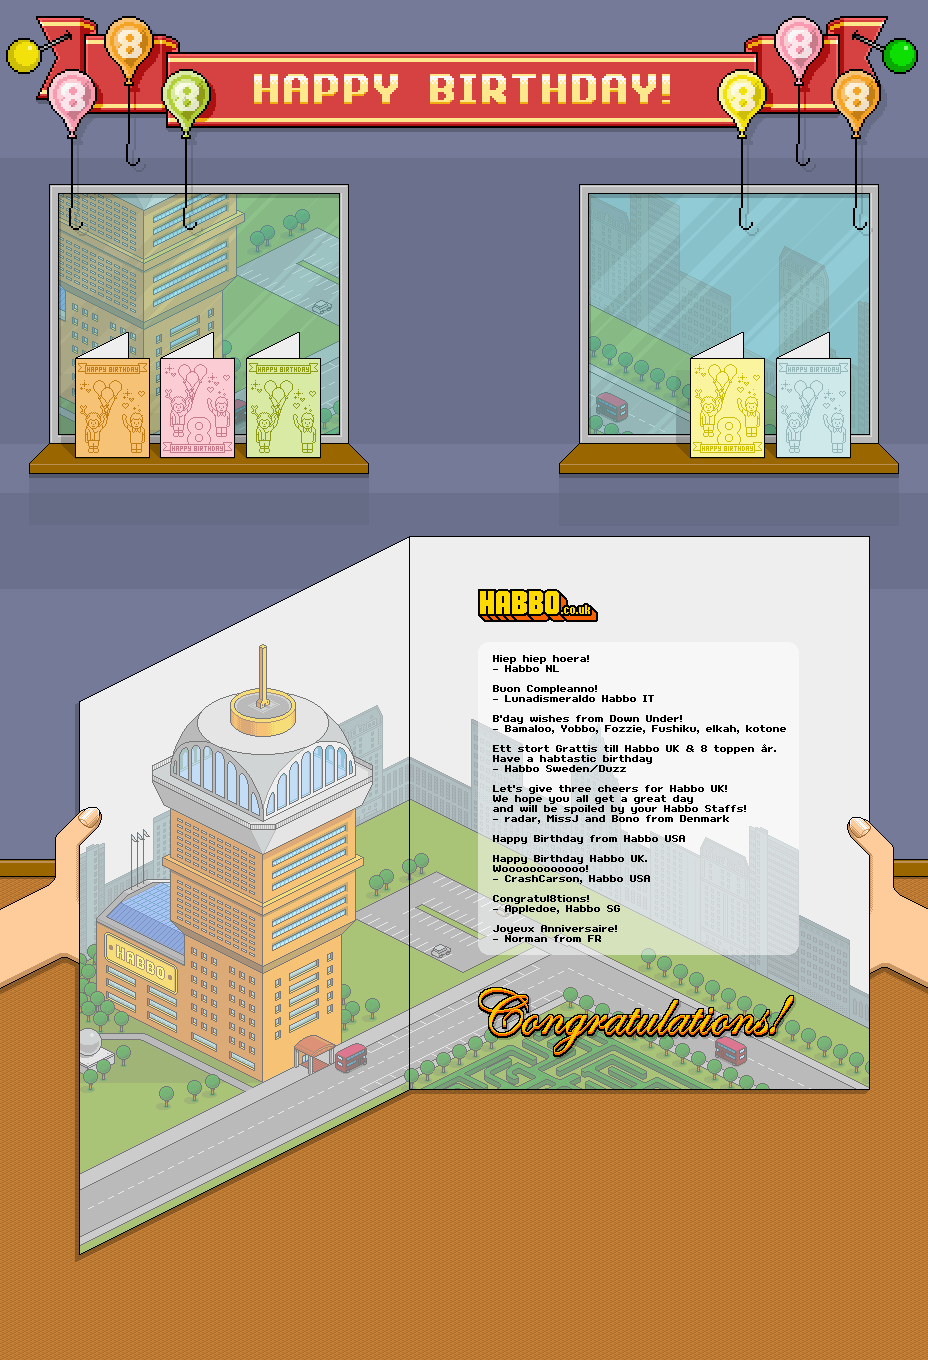 8
8
HAPPY BIRTHDAY!
8
8
8
8
HAPPY BIRTHDAY
HAPPY BIRTHDAY
HAPPY BIRTHDAY
8
HAPPY BIRTHDAY
8
HAPPY BIRTHDAY
HABBO.co.uk
Hiep hiep hoera!
- Habbo NL
Buon Compleanno!
- Lunadismeraldo Habbo IT
B'day wishes from Down Under!
- Bamaloo, Yobbo, Fozzie, Fushiku, elkah, kotone
Ett stort Grattis till Habbo UK & 8 toppen år.
Have a habtastic birthday
- Habbo Sweden/Duzz
Let's give three cheers for Habbo UK!
We hope you all get a great day
and will be spoiled by your Habbo Staffs!
- radar, MissJ and Bono from Denmark
Happy Birthday from Habbo USA
Happy Birthday Habbo UK.
Woooooooooooo!
- CrashCarson, Habbo USA
Congratul8tions!
- Appledoe, Habbo SG
Joyeux Anniversaire!
- Norman from FR
HABBO
Congratulations!